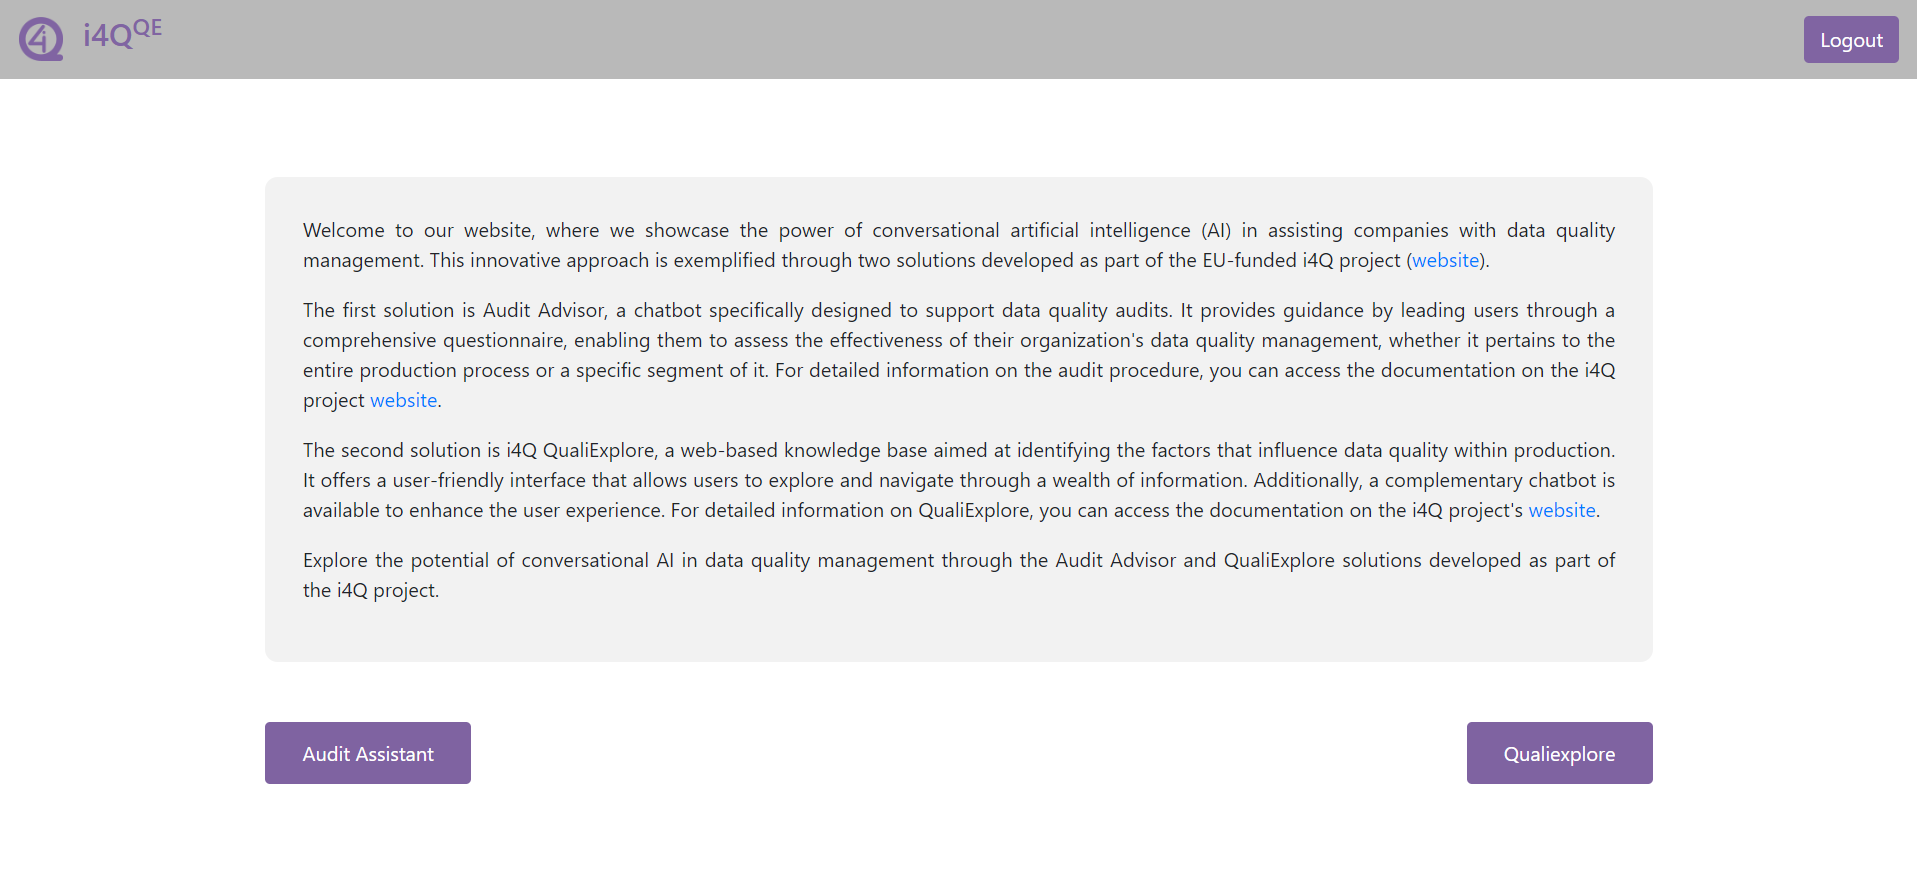 i4QQE
Logout
Welcome to our website, where we showcase the power of conversational artificial intelligence (AI) in assisting companies with data quality
management. This innovative approach is exemplified through two solutions developed as part of the EU-funded i4Q project (website).
The first solution is Audit Advisor, a chatbot specifically designed to support data quality audits. It provides guidance by leading users through a
comprehensive questionnaire, enabling them to assess the effectiveness of their organization's data quality management, whether it pertains to the
entire production process or a specific segment of it. For detailed information on the audit procedure, you can access the documentation on the i4Q
project website.
The second solution is i4Q QualiExplore, a web-based knowledge base aimed at identifying the factors that influence data quality within production.
It offers a user-friendly interface that allows users to explore and navigate through a wealth of information. Additionally, a complementary chatbot is
available to enhance the user experience. For detailed information on QualiExplore, you can access the documentation on the i4Q project's website.
Explore the potential of conversational AI in data quality management through the Audit Advisor and QualiExplore solutions developed as part of
the i4Q project.
Audit Assistant
Qualiexplore